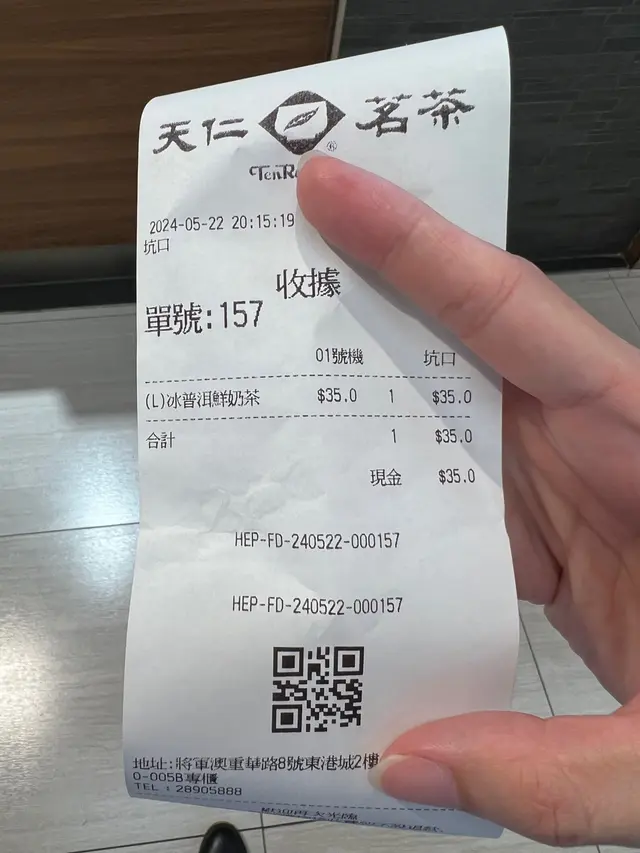 天仁 茗茶
TenR
2024-05-22 20:15:19
坑口
收據
單號:157
01號機 坑口
(L)冰普洱鮮奶茶 $35.0 1 $35.0
合計 1 $35.0
現金 $35.0
HEP-FD-240522-000157
HEP-FD-240522-000157
地址:將軍澳重華路8號東港城2樓
O-005B專櫃
TEL : 28905888